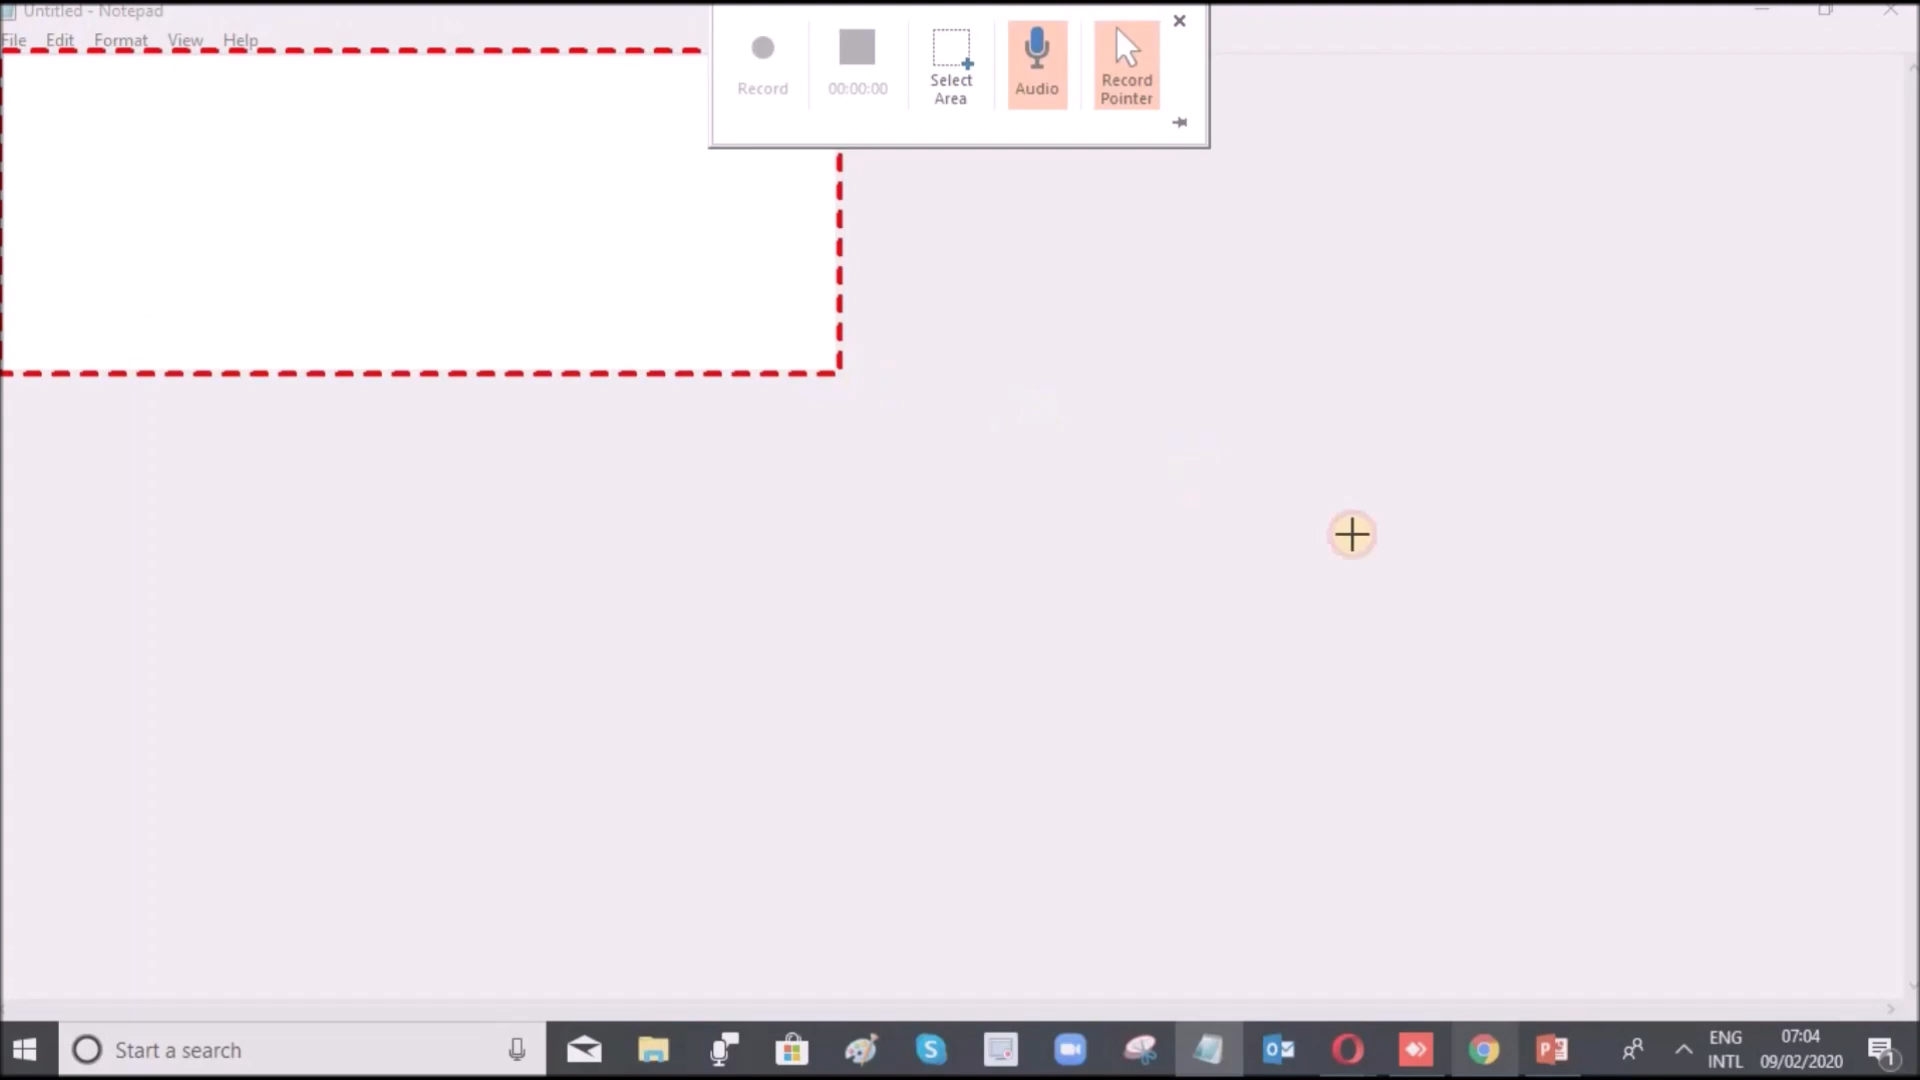 Untitled - Notepad
File Edit Format View Help
Record
00:00:00
Select
Area
Audio
Record
Pointer
Start a search
ENG
INTL
07:04
09/02/2020
1